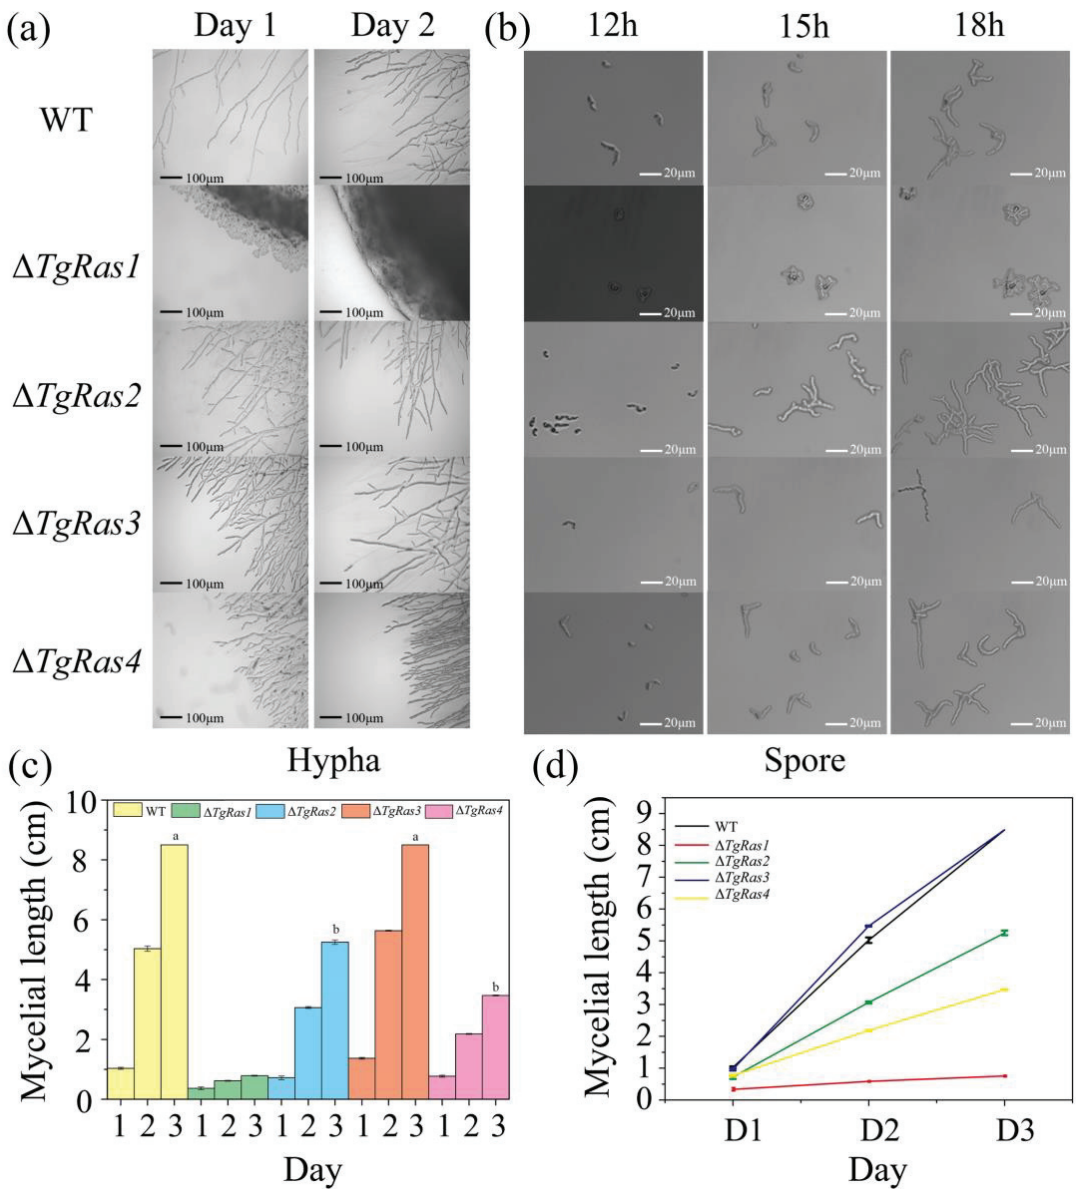 (a)
Day 1
Day 2
(b)
12h
15h
18h
WT
100μm
100μm
20μm
20μm
20μm
ΔTgRas1
100μm
100μm
20μm
20μm
20μm
ΔTgRas2
100μm
100μm
20μm
20μm
20μm
ΔTgRas3
100μm
100μm
20μm
20μm
20μm
ΔTgRas4
100μm
100μm
20μm
20μm
20μm
(c)
Hypha
(d)
Spore
Mycelial length (cm)
10
8
6
4
2
0
WT
ΔTgRas1
ΔTgRas2
ΔTgRas3
ΔTgRas4
a
b
a
b
1 2 3 1 2 3 1 2 3 1 2 3 1 2 3
Day
Mycelial length (cm)
9
8
7
6
5
4
3
2
1
0
WT
ΔTgRas1
ΔTgRas2
ΔTgRas3
ΔTgRas4
D1
D2
D3
Day